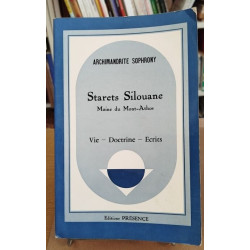 ARCHIMANDRITE SOPHRONY
Starets Silouane
Moine du Mont-Athos
Vie - Doctrine - Ecrits
Editions PRESENCE